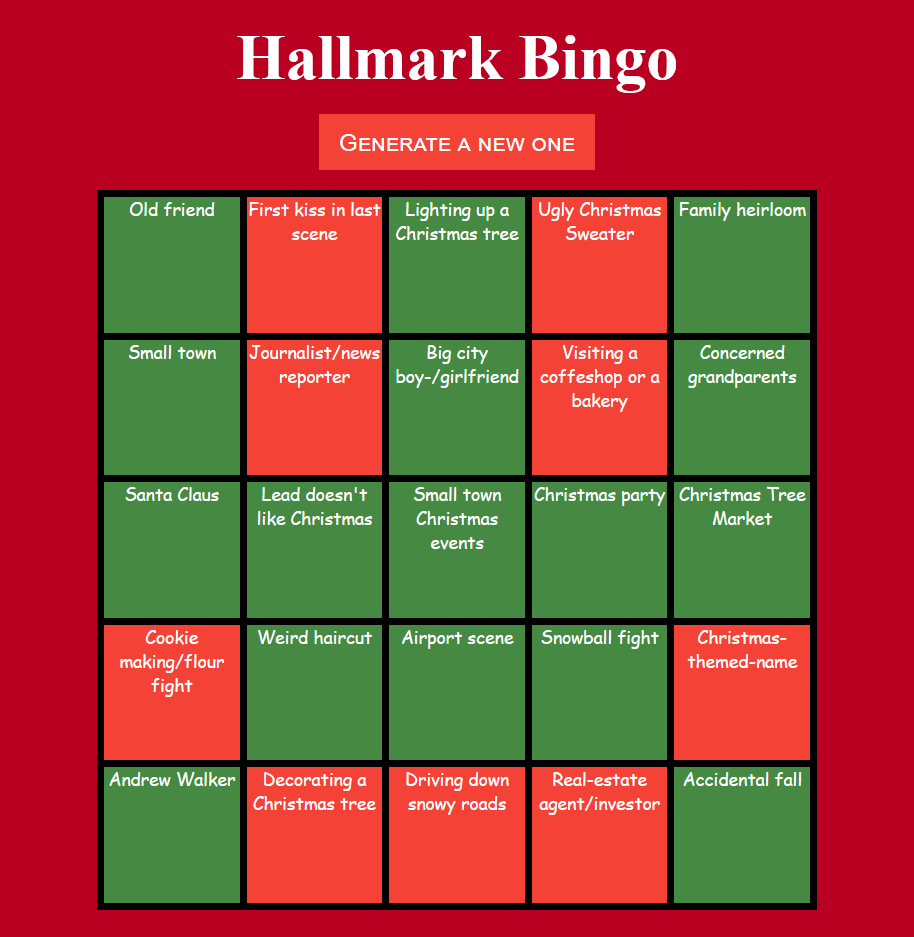 Hallmark Bingo
GENERATE A NEW ONE
Old friend
First kiss in last
scene
Lighting up a
Christmas tree
Ugly Christmas
Sweater
Family heirloom
Small town
Journalist/news
reporter
Big city
boy-/girlfriend
Visiting a
coffeshop or a
bakery
Concerned
grandparents
Santa Claus
Lead doesn't
like Christmas
Small town
Christmas
events
Christmas party
Christmas Tree
Market
Cookie
making/flour
fight
Weird haircut
Airport scene
Snowball fight
Christmas-
themed-name
Andrew Walker
Decorating a
Christmas tree
Driving down
snowy roads
Real-estate
agent/investor
Accidental fall